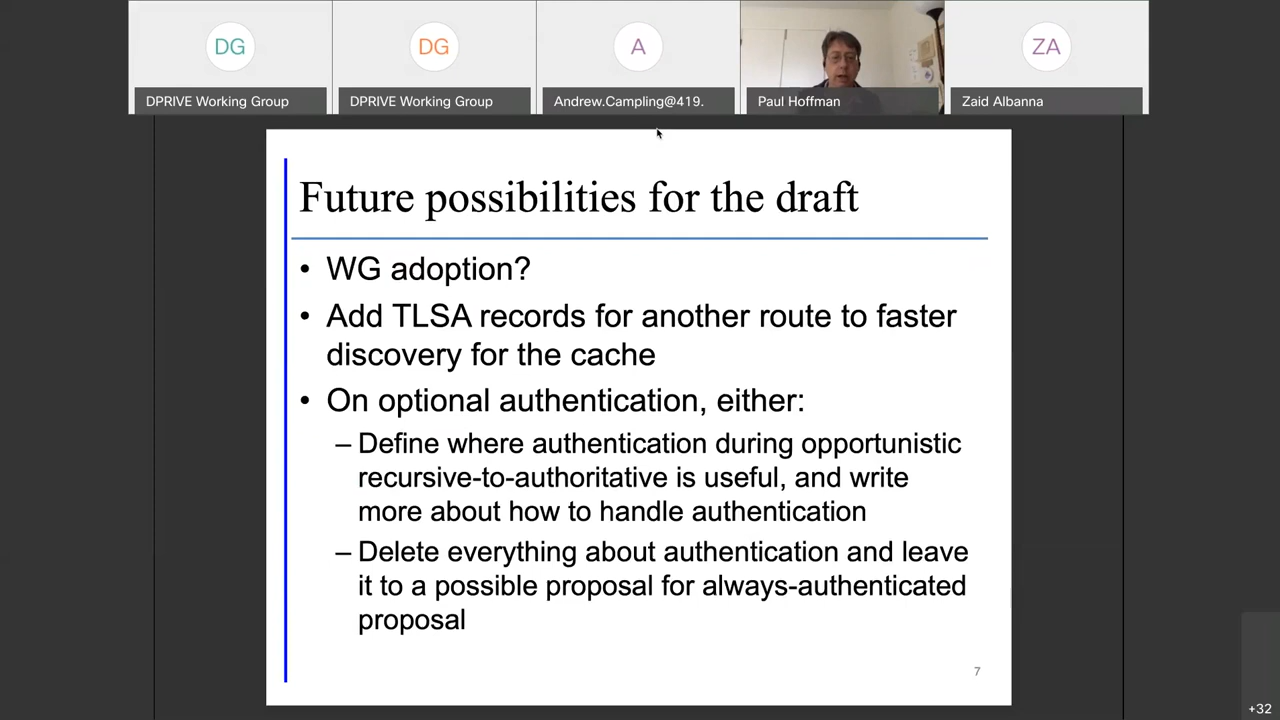 DG
DG
A
ZA
DPRIVE Working Group
DPRIVE Working Group
Andrew.Campling@419.
Paul Hoffman
Zaid Albanna
Future possibilities for the draft
• WG adoption?
• Add TLSA records for another route to faster
discovery for the cache
• On optional authentication, either:
– Define where authentication during opportunistic
recursive-to-authoritative is useful, and write
more about how to handle authentication
– Delete everything about authentication and leave
it to a possible proposal for always-authenticated
proposal
7
+32